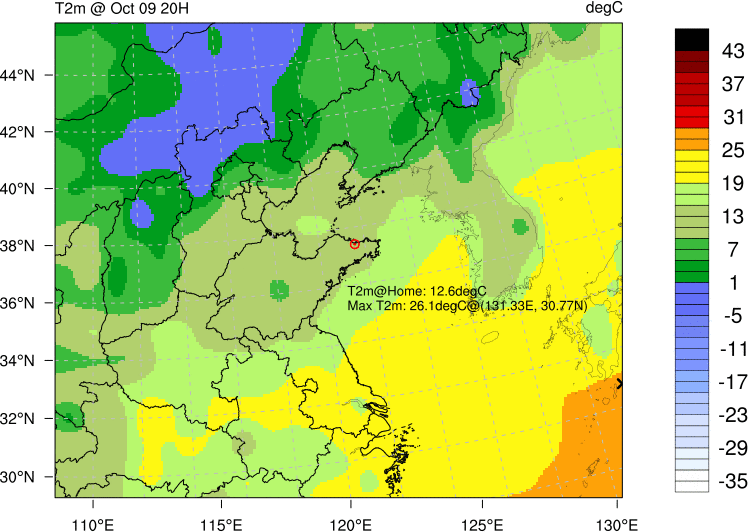 T2m @ Oct 09 20H
degC
44°N
42°N
40°N
38°N
36°N
34°N
32°N
30°N
110°E
115°E
120°E
125°E
130°E
T2m@Home: 12.6degC
Max T2m: 26.1degC@(131.33E, 30.77N)
43
37
31
25
19
13
7
1
-5
-11
-17
-23
-29
-35